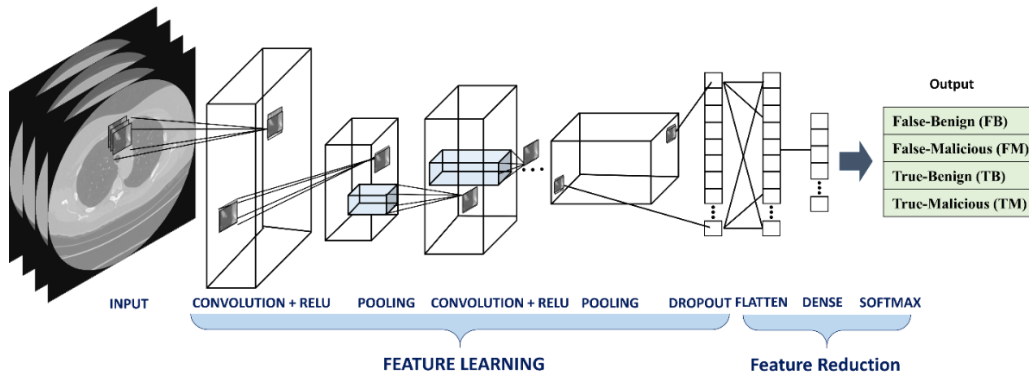 Output
False-Benign (FB)
False-Malicious (FM)
True-Benign (TB)
True-Malicious (TM)
INPUT CONVOLUTION + RELU POOLING CONVOLUTION + RELU POOLING DROPOUT FLATTEN DENSE SOFTMAX
FEATURE LEARNING Feature Reduction